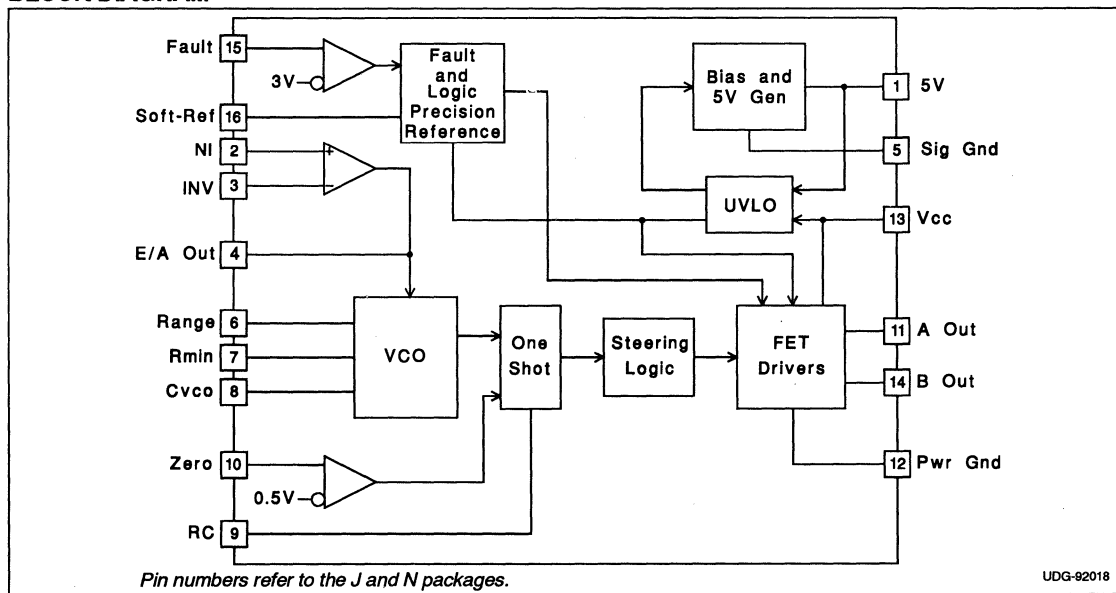 BLOCK DIAGRAM
Fault 15
3V
Soft-Ref 16
NI 2
+
INV 3
–
E/A Out 4
Range 6
Rmin 7
Cvco 8
Zero 10
0.5V
RC 9
Fault
and
Logic
Precision
Reference
VCO
One
Shot
Steering
Logic
Bias and
5V Gen
UVLO
FET
Drivers
1 5V
5 Sig Gnd
13 Vcc
11 A Out
14 B Out
12 Pwr Gnd
Pin numbers refer to the J and N packages.
UDG-92018